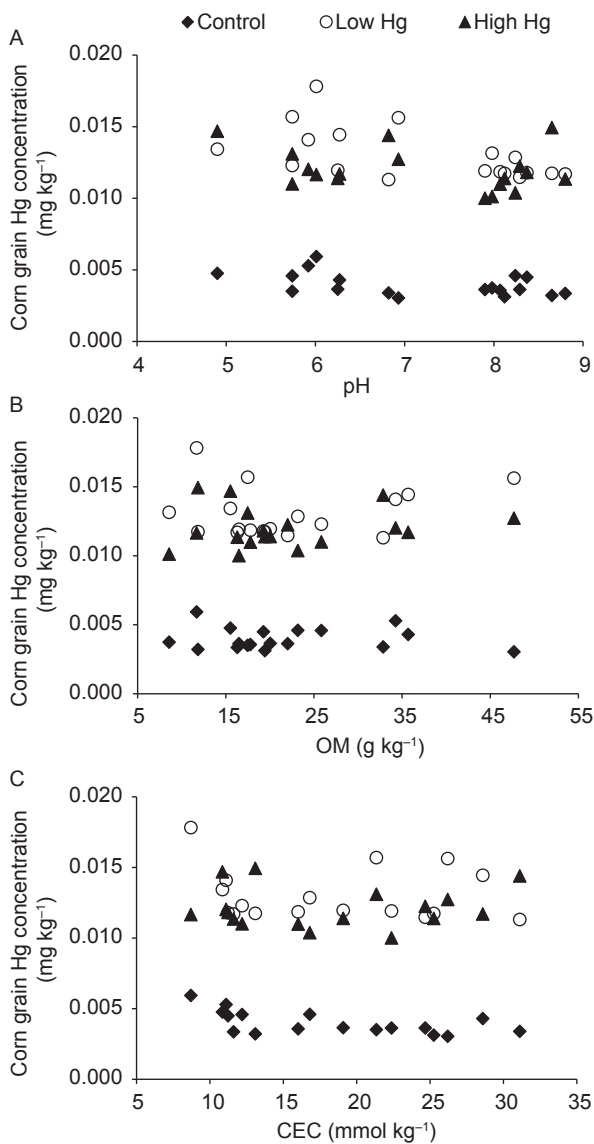 Control Low Hg High Hg
A
Corn grain Hg concentration
(mg kg⁻¹)
0.020
0.015
0.010
0.005
0.000
4 5 6 7 8 9
pH
B
Corn grain Hg concentration
(mg kg⁻¹)
0.020
0.015
0.010
0.005
0.000
5 15 25 35 45 55
OM (g kg⁻¹)
C
Corn grain Hg concentration
(mg kg⁻¹)
0.020
0.015
0.010
0.005
0.000
5 10 15 20 25 30 35
CEC (mmol kg⁻¹)